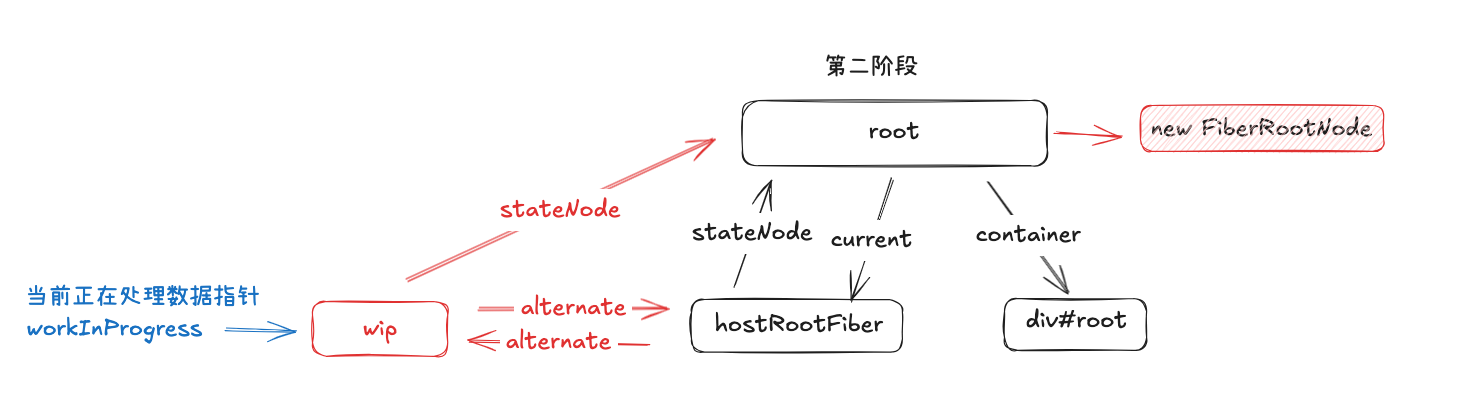 第二阶段
root
new FiberRootNode
stateNode
stateNode
current
container
当前正在处理数据指针
workInProgress
wip
alternate
alternate
hostRootFiber
div#root